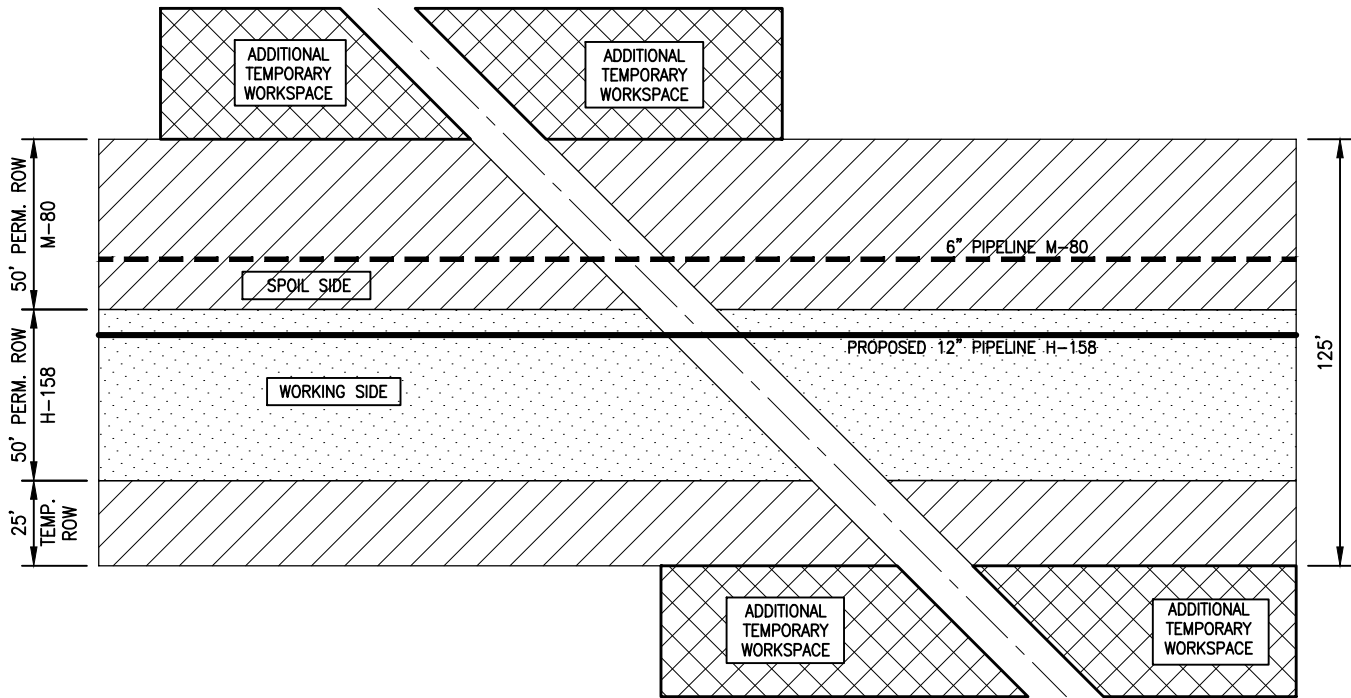 ADDITIONAL
TEMPORARY
WORKSPACE
ADDITIONAL
TEMPORARY
WORKSPACE
50' PERM. ROW
M-80
6" PIPELINE M-80
SPOIL SIDE
50' PERM. ROW
H-158
PROPOSED 12" PIPELINE H-158
WORKING SIDE
125'
25'
TEMP.
ROW
ADDITIONAL
TEMPORARY
WORKSPACE
ADDITIONAL
TEMPORARY
WORKSPACE